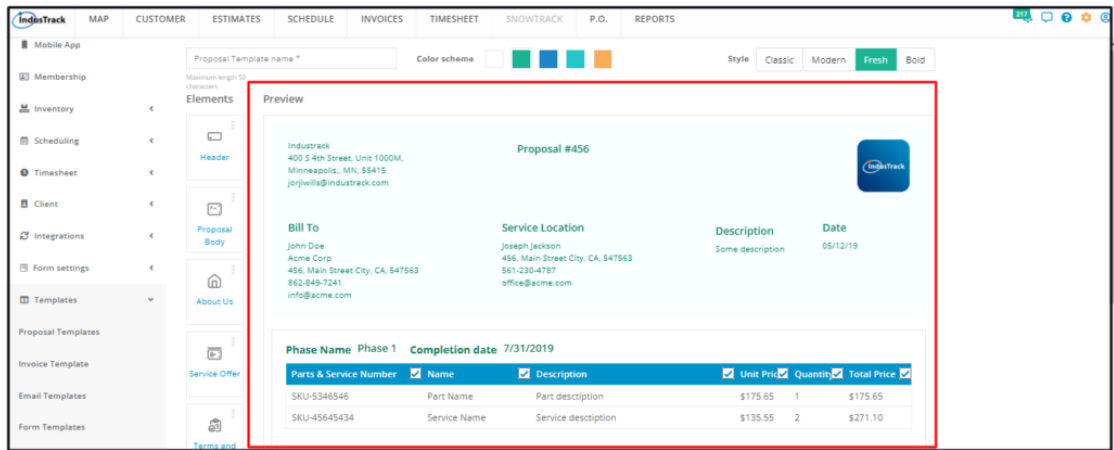 IndusTrack MAP CUSTOMER ESTIMATES SCHEDULE INVOICES TIMESHEET SNOWTRACK P.O. REPORTS 217
Mobile App
Membership
Inventory
Scheduling
Timesheet
Client
Integrations
Form settings
Templates
Proposal Templates
Invoice Template
Email Templates
Form Templates
Proposal Template name *
Maximum length 50
characters
Color scheme
Style Classic Modern Fresh Bold
Elements
Header
Proposal
Body
About Us
Service Offer
Terms and
Preview
Industrack
400 S 4th Street, Unit 1000M,
Minneapolis,, MN, 55415
jorjiwills@industrack.com
Proposal #456
IndusTrack
Bill To
John Doe
Acme Corp
456, Main Street City, CA, 547563
862-849-7241
info@acme.com
Service Location
Joseph Jackson
456, Main Street City, CA, 547563
561-230-4787
office@acme.com
Description
Some description
Date
05/12/19
Phase Name Phase 1 Completion date 7/31/2019
Parts & Service Number Name Description Unit Pric Quantity Total Price
SKU-5346546 Part Name Part desctiption $175.65 1 $175.65
SKU-45645434 Service Name Service desctiption $135.55 2 $271.10